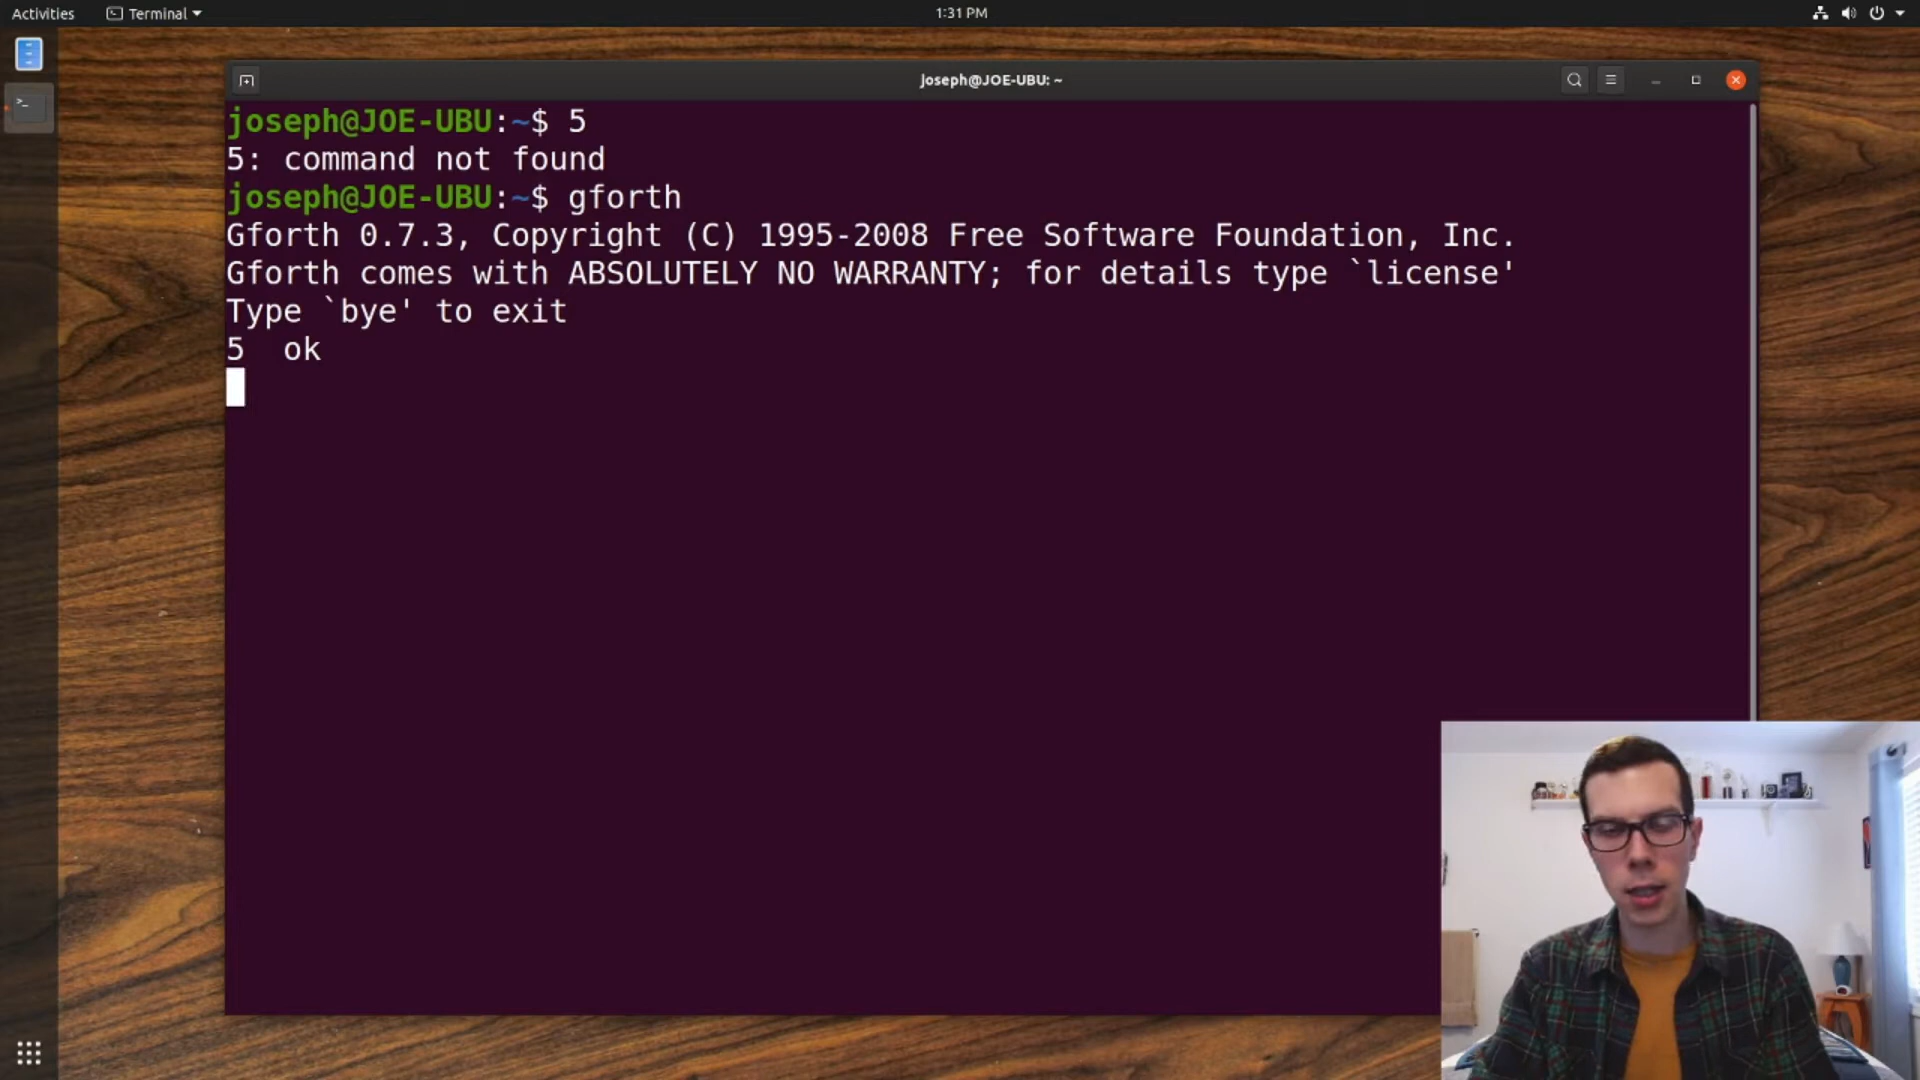 Activities
Terminal
1:31 PM
joseph@JOE-UBU: ~
joseph@JOE-UBU:~$ 5
5: command not found
joseph@JOE-UBU:~$ gforth
Gforth 0.7.3, Copyright (C) 1995-2008 Free Software Foundation, Inc.
Gforth comes with ABSOLUTELY NO WARRANTY; for details type `license'
Type `bye' to exit
5  ok